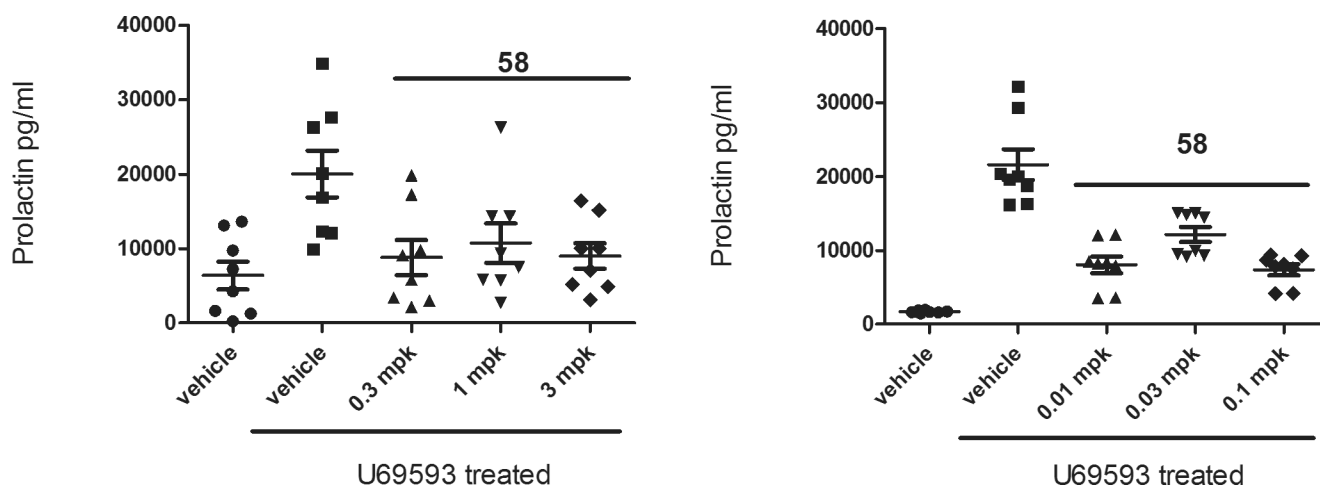 Prolactin pg/ml
40000
30000
20000
10000
0
58
vehicle
vehicle
0.3 mpk
1 mpk
3 mpk
U69593 treated
Prolactin pg/ml
40000
30000
20000
10000
0
58
vehicle
vehicle
0.01 mpk
0.03 mpk
0.1 mpk
U69593 treated